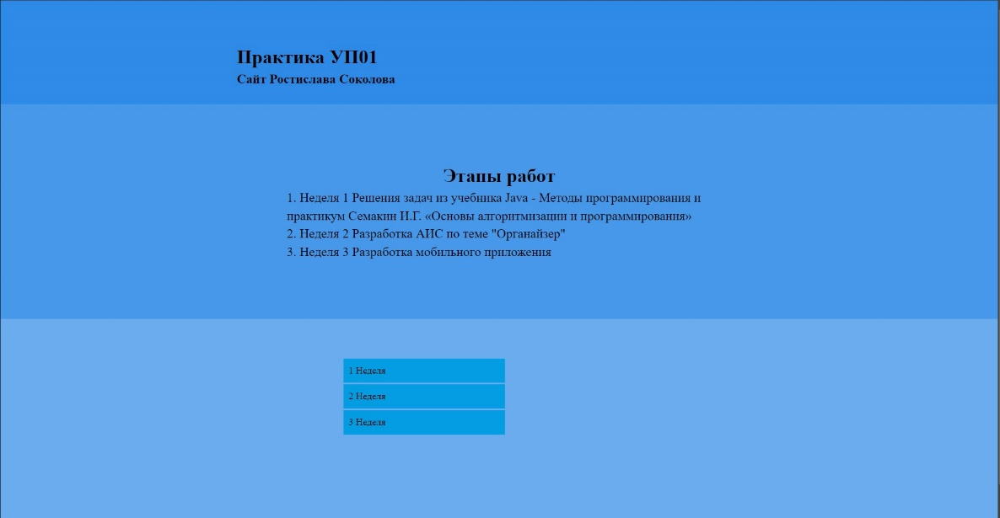 Практика УП01
Сайт Ростислава Соколова
Этапы работ
1. Неделя 1 Решения задач из учебника Java - Методы программирования и
практикум Семакин И.Г. «Основы алгоритмизации и программирования»
2. Неделя 2 Разработка АИС по теме "Органайзер"
3. Неделя 3 Разработка мобильного приложения
1 Неделя
2 Неделя
3 Неделя